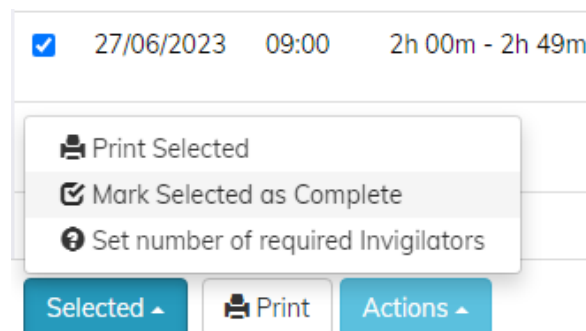 27/06/2023 09:00 2h 00m - 2h 49m
Print Selected
Mark Selected as Complete
Set number of required Invigilators
Selected Print Actions